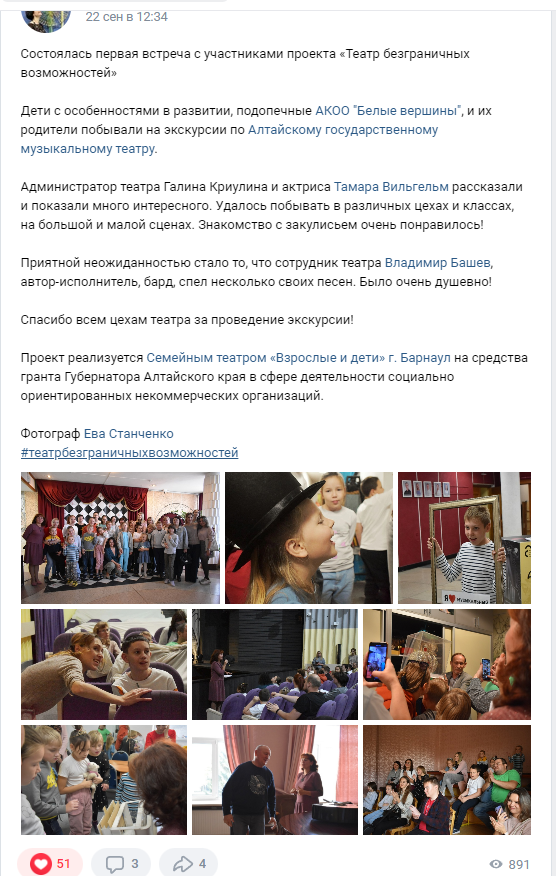 22 сен в 12:34
Состоялась первая встреча с участниками проекта «Театр безграничных
возможностей»
Дети с особенностями в развитии, подопечные АКОО "Белые вершины", и их
родители побывали на экскурсии по Алтайскому государственному
музыкальному театру.
Администратор театра Галина Криулина и актриса Тамара Вильгельм рассказали
и показали много интересного. Удалось побывать в различных цехах и классах,
на большой и малой сценах. Знакомство с закулисьем очень понравилось!
Приятной неожиданностью стало то, что сотрудник театра Владимир Башев,
автор-исполнитель, бард, спел несколько своих песен. Было очень душевно!
Спасибо всем цехам театра за проведение экскурсии!
Проект реализуется Семейным театром «Взрослые и дети» г. Барнаул на средства
гранта Губернатора Алтайского края в сфере деятельности социально
ориентированных некоммерческих организаций.
Фотограф Ева Станченко
#театрбезграничныхвозможностей
Я МУЗИКАЛЬНЫЙ
51 3 4 891